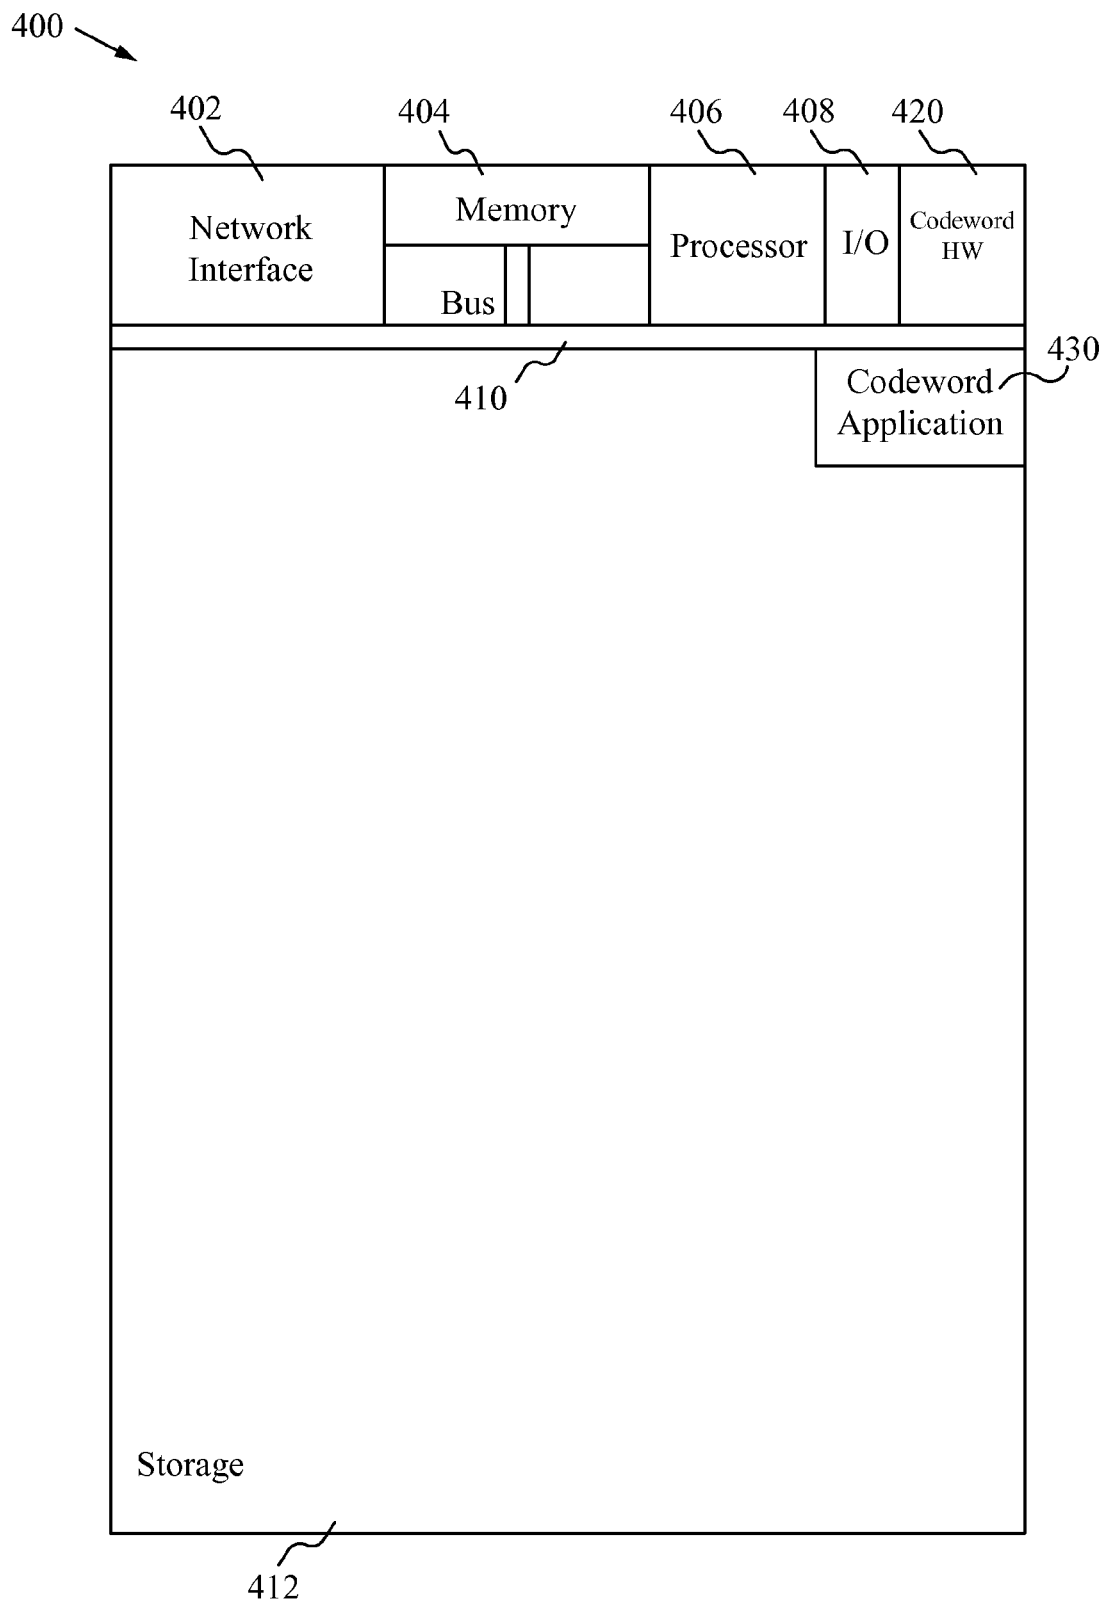 400
402
404
406
408
420
Network
Interface
Memory
Bus
Processor
I/O
Codeword
HW
410
430
Codeword
Application
Storage
412